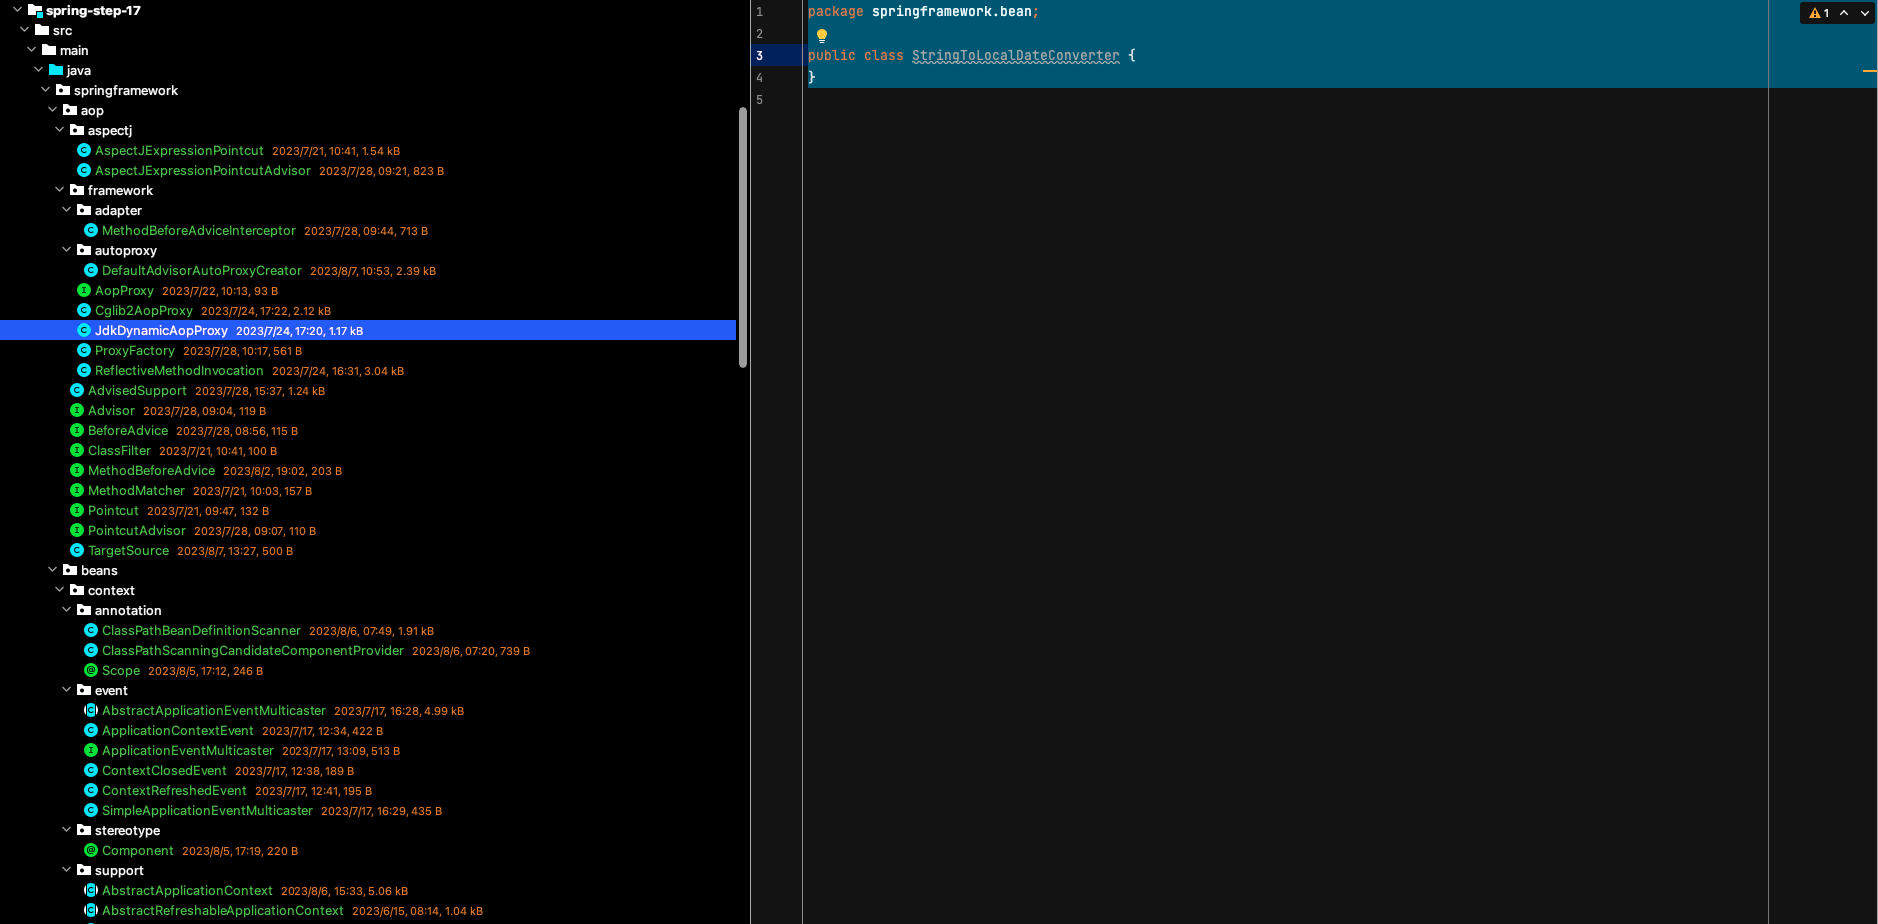 spring-step-17
src
main
java
springframework
aop
aspectj
AspectJExpressionPointcut 2023/7/21, 10:41, 1.54 kB
AspectJExpressionPointcutAdvisor 2023/7/28, 09:21, 823 B
framework
adapter
MethodBeforeAdviceInterceptor 2023/7/28, 09:44, 713 B
autoproxy
DefaultAdvisorAutoProxyCreator 2023/8/7, 10:53, 2.39 kB
AopProxy 2023/7/22, 10:13, 93 B
Cglib2AopProxy 2023/7/24, 17:22, 2.12 kB
JdkDynamicAopProxy 2023/7/24, 17:20, 1.17 kB
ProxyFactory 2023/7/28, 10:17, 561 B
ReflectiveMethodInvocation 2023/7/24, 16:31, 3.04 kB
AdvisedSupport 2023/7/28, 15:37, 1.24 kB
Advisor 2023/7/28, 09:04, 119 B
BeforeAdvice 2023/7/28, 08:56, 115 B
ClassFilter 2023/7/21, 10:41, 100 B
MethodBeforeAdvice 2023/8/2, 19:02, 203 B
MethodMatcher 2023/7/21, 10:03, 157 B
Pointcut 2023/7/21, 09:47, 132 B
PointcutAdvisor 2023/7/28, 09:07, 110 B
TargetSource 2023/8/7, 13:27, 500 B
beans
context
annotation
ClassPathBeanDefinitionScanner 2023/8/6, 07:49, 1.91 kB
ClassPathScanningCandidateComponentProvider 2023/8/6, 07:20, 739 B
Scope 2023/8/5, 17:12, 246 B
event
AbstractApplicationEventMulticaster 2023/7/17, 16:28, 4.99 kB
ApplicationContextEvent 2023/7/17, 12:34, 422 B
ApplicationEventMulticaster 2023/7/17, 13:09, 513 B
ContextClosedEvent 2023/7/17, 12:38, 189 B
ContextRefreshedEvent 2023/7/17, 12:41, 195 B
SimpleApplicationEventMulticaster 2023/7/17, 16:29, 435 B
stereotype
Component 2023/8/5, 17:19, 220 B
support
AbstractApplicationContext 2023/8/6, 15:33, 5.06 kB
AbstractRefreshableApplicationContext 2023/6/15, 08:14, 1.04 kB
1 package springframework.bean;
2
3 public class StringToLocalDateConverter {
4 }
5
1